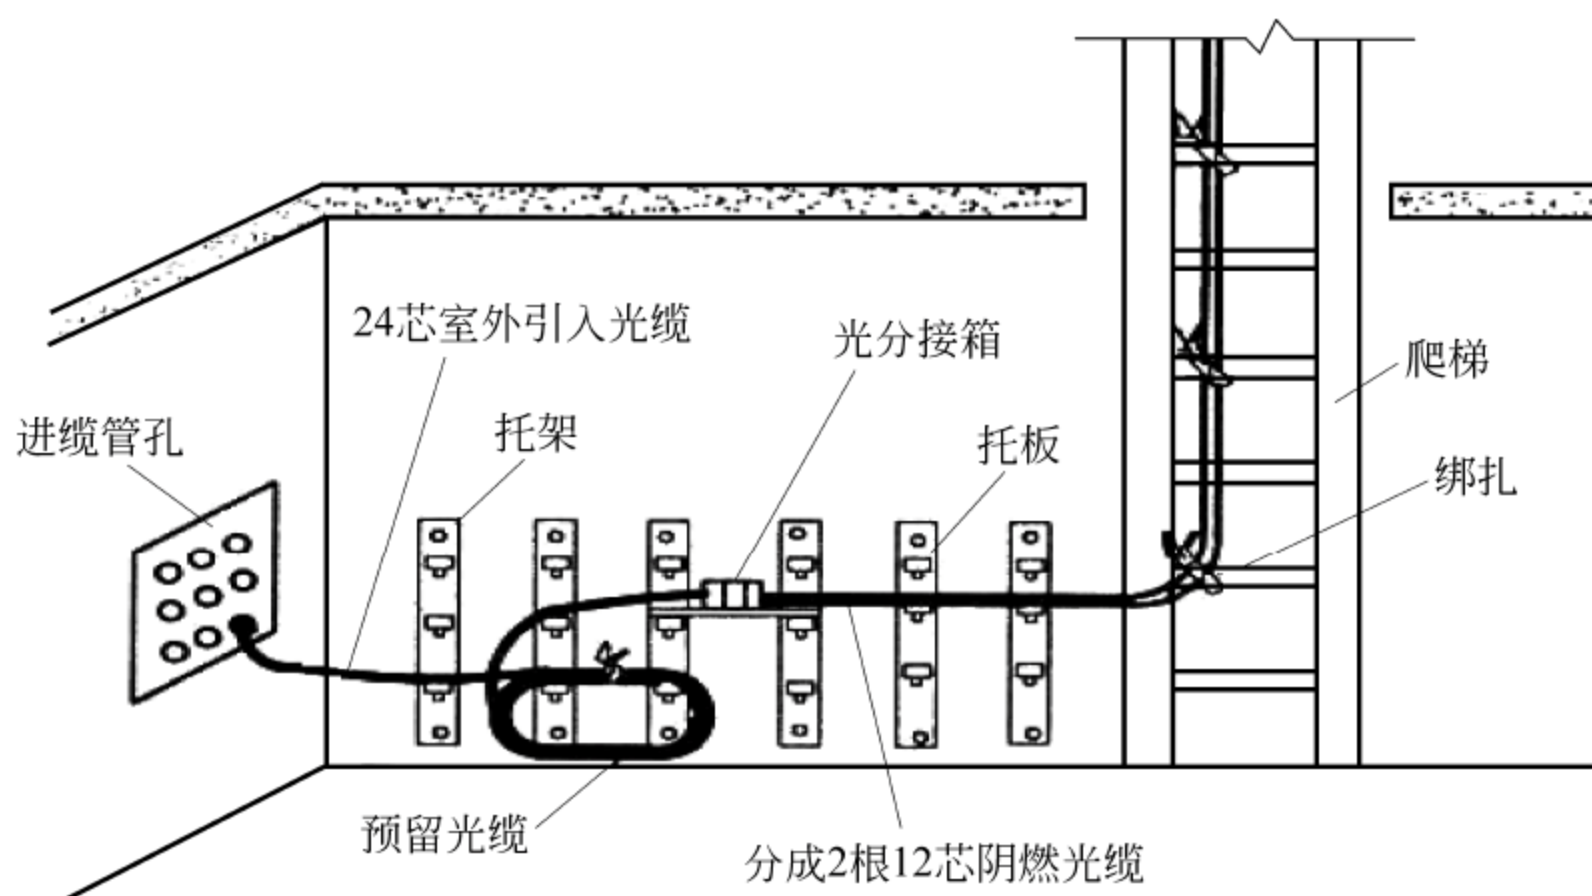 24芯室外引入光缆
光分接箱
爬梯
进缆管孔
托架
托板
绑扎
预留光缆
分成2根12芯阴燃光缆